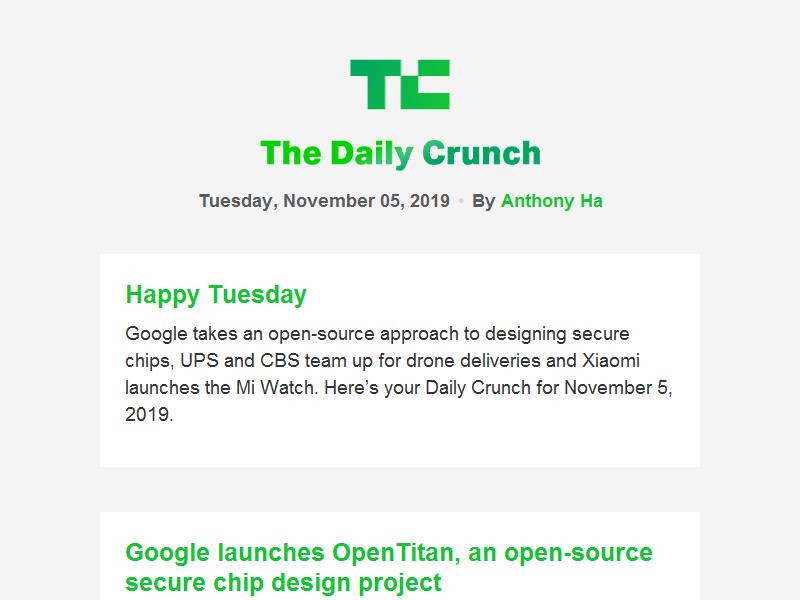 TC
The Daily Crunch
Tuesday, November 05, 2019 • By Anthony Ha
Happy Tuesday
Google takes an open-source approach to designing secure
chips, UPS and CBS team up for drone deliveries and Xiaomi
launches the Mi Watch. Here’s your Daily Crunch for November 5,
2019.
Google launches OpenTitan, an open-source
secure chip design project